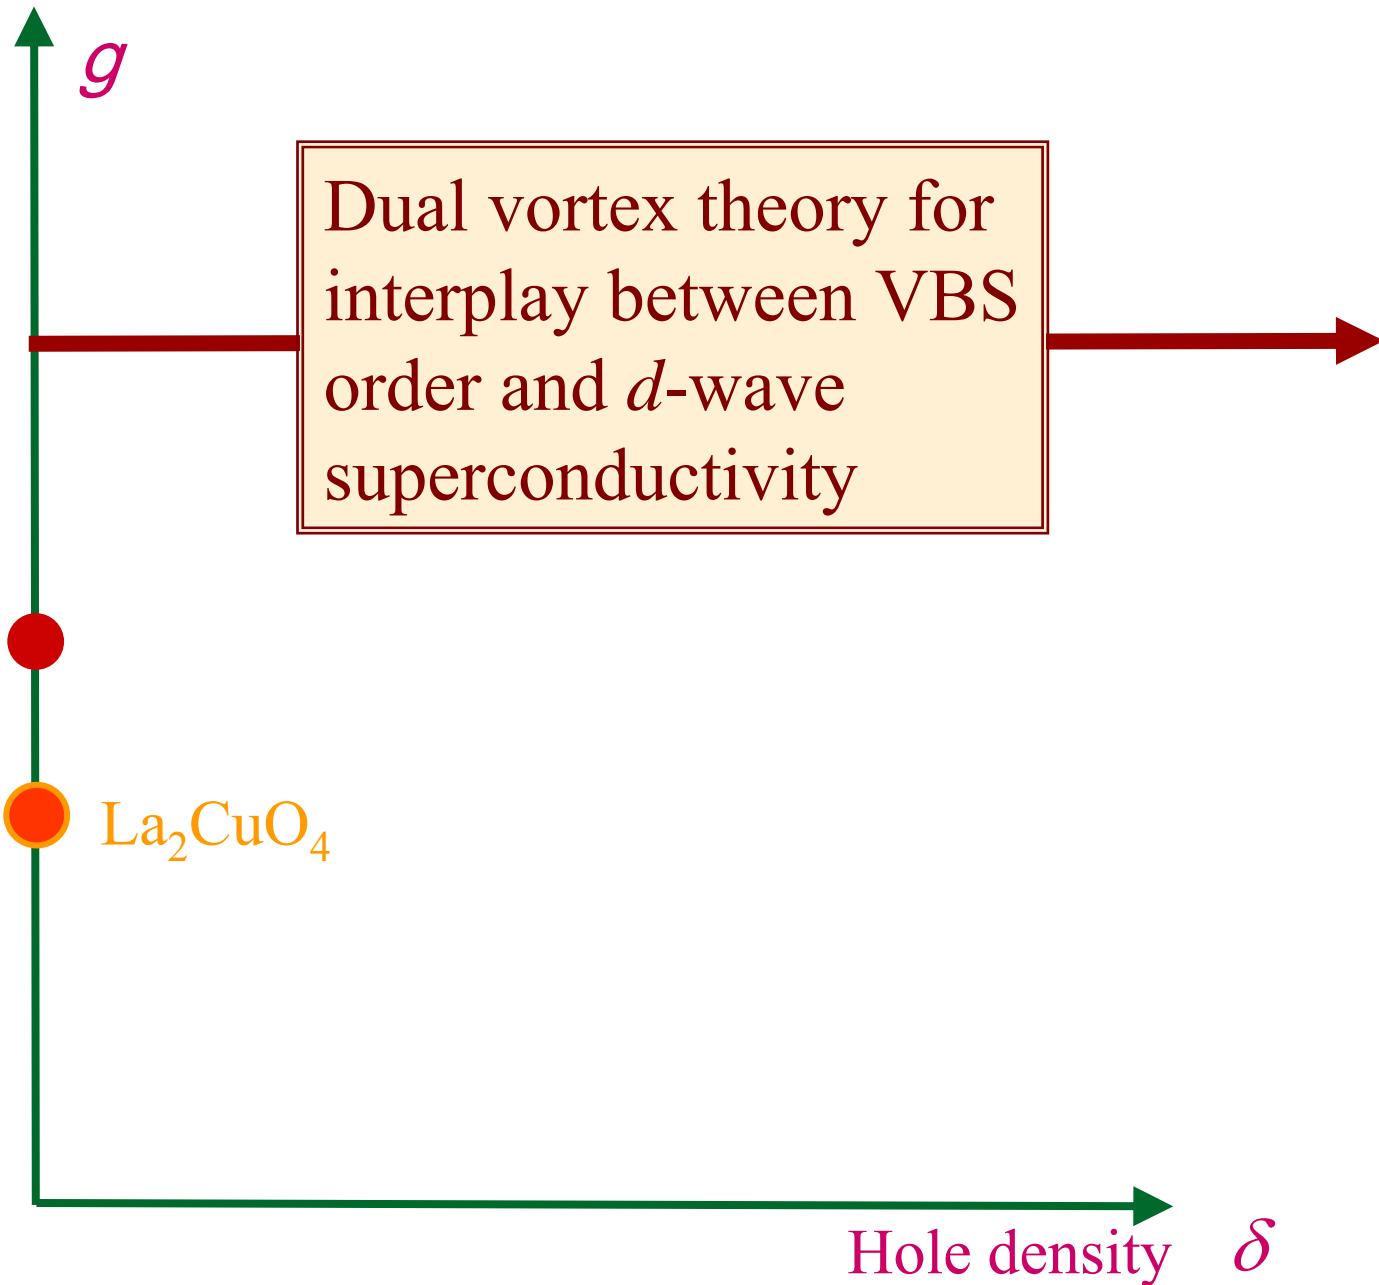 g
Dual vortex theory for
interplay between VBS
order and d-wave
superconductivity
La₂CuO₄
Hole density δ